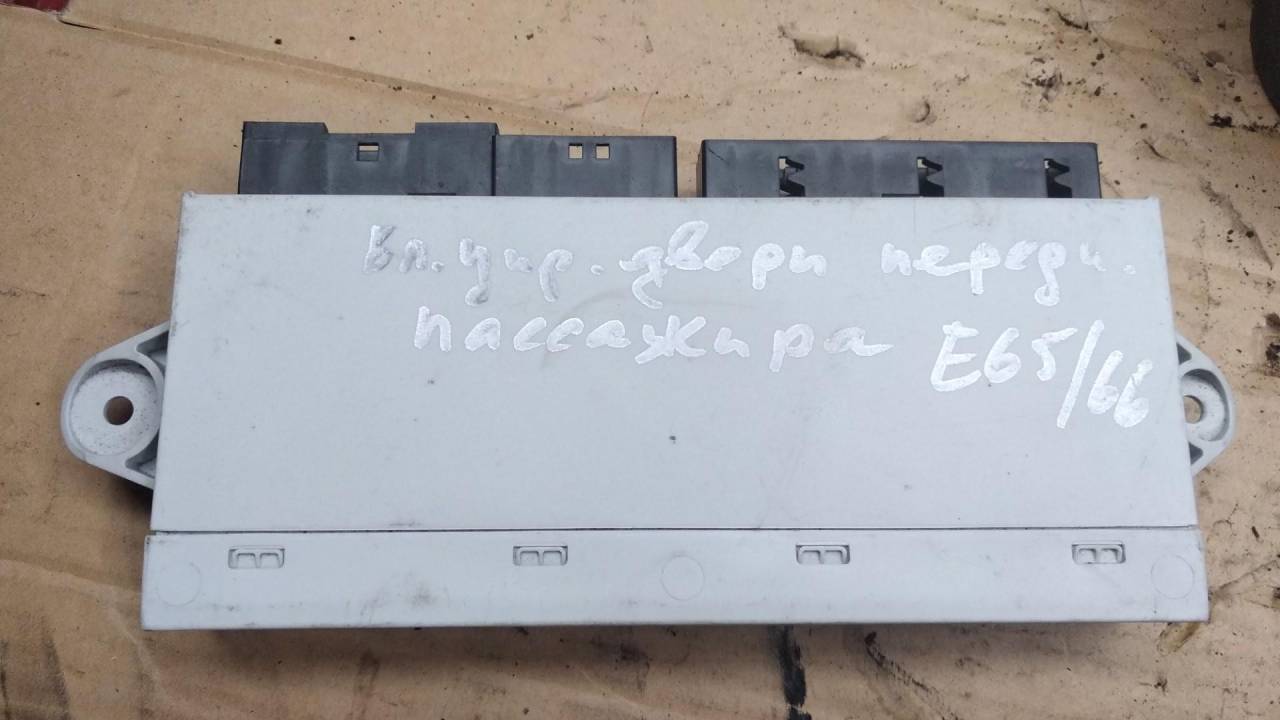 бл. упр. двери передн.
пассажира E65/66